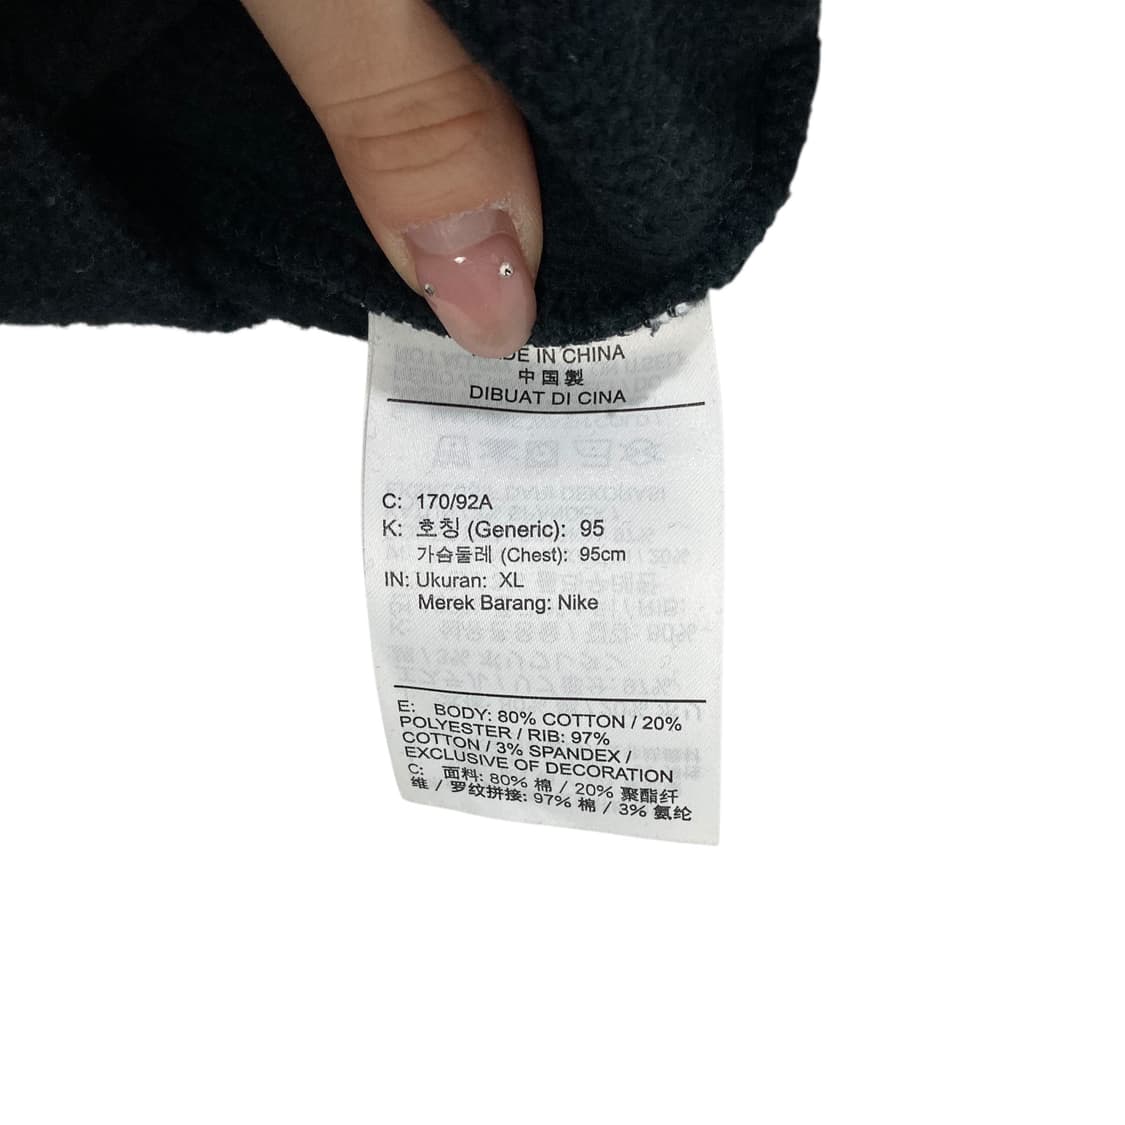 DE IN CHINA
中国製
DIBUAT DI CINA
C: 170/92A
K: 호칭 (Generic): 95
가슴둘레 (Chest): 95cm
IN: Ukuran: XL
Merek Barang: Nike
E: BODY: 80% COTTON / 20%
POLYESTER / RIB: 97%
COTTON / 3% SPANDEX /
EXCLUSIVE OF DECORATION
C: 面料: 80% 棉 / 20% 聚酯纤
维 / 罗纹拼接: 97% 棉 / 3% 氨纶